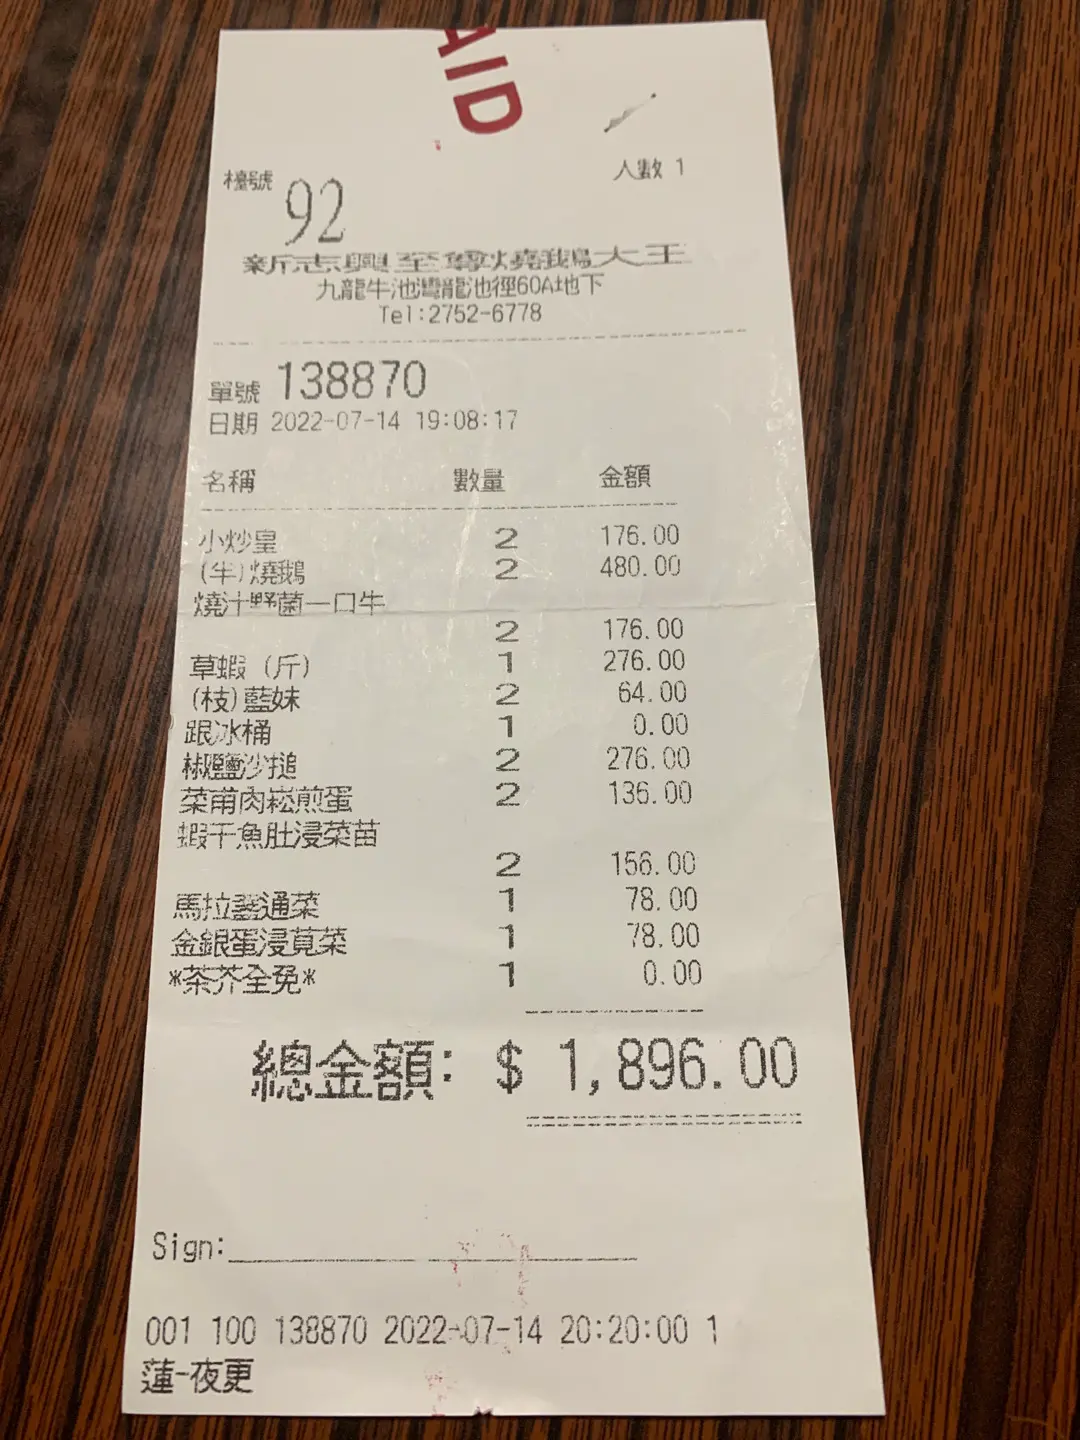 AID
檯號 92
人數 1
新志興至尊燒鵝大王
九龍牛池灣龍池徑60A地下
Tel:2752-6778
單號 138870
日期 2022-07-14 19:08:17
名稱 數量 金額
小炒皇 2 176.00
(半)燒鵝 2 480.00
燒汁野菌一口牛
2 176.00
草蝦 (斤) 1 276.00
(枝)藍妹 2 64.00
跟冰桶 1 0.00
椒鹽沙搥 2 276.00
菜甫肉崧煎蛋 2 136.00
蝦干魚肚浸菜苗
2 156.00
馬拉盞通菜 1 78.00
金銀蛋浸莧菜 1 78.00
*茶芥全免* 1 0.00
總金額: $ 1,896.00
Sign:
001 100 138870 2022-07-14 20:20:00 1
蓮-夜更